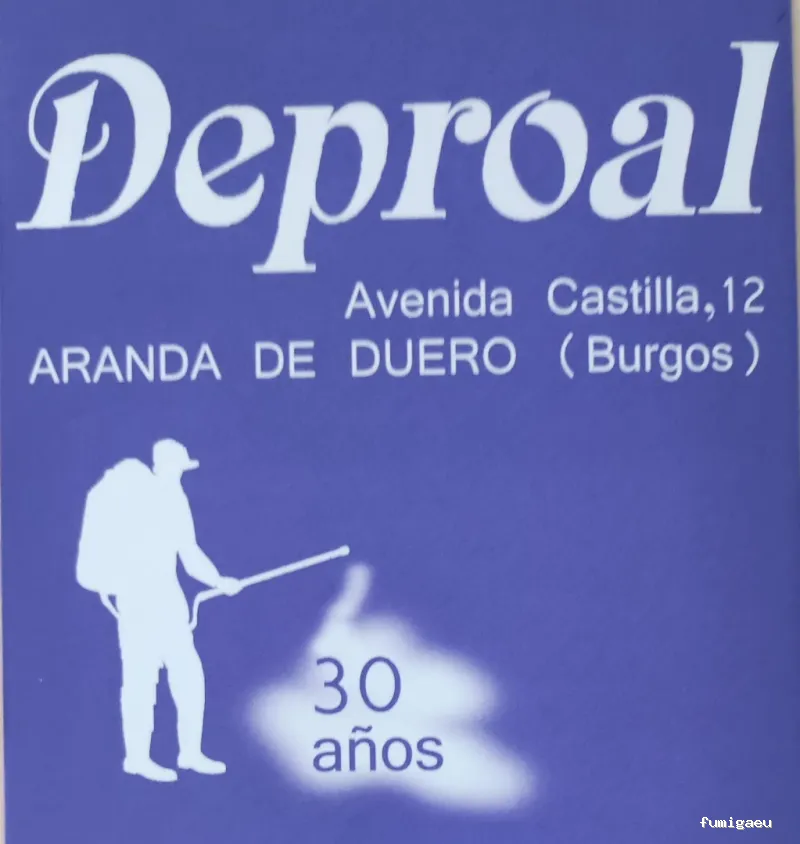 Deproal
Avenida Castilla,12
ARANDA DE DUERO (Burgos)
30
años
fumigaeu